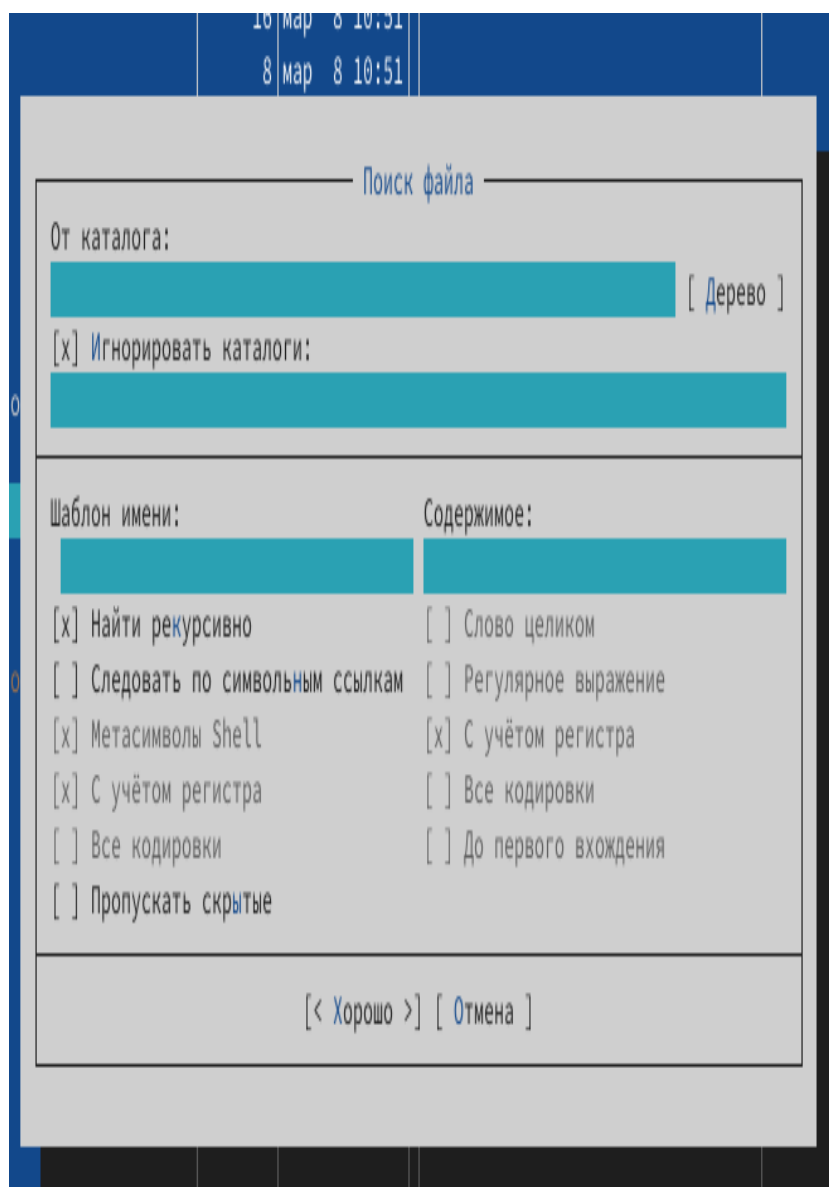 16 мар 8 10:51
8 мар 8 10:51
Поиск файла
От каталога:
[ Дерево ]
[x] Игнорировать каталоги:
Шаблон имени: Содержимое:
[x] Найти рекурсивно [ ] Слово целиком
[ ] Следовать по символьным ссылкам [ ] Регулярное выражение
[x] Метасимволы Shell [x] С учётом регистра
[x] С учётом регистра [ ] Все кодировки
[ ] Все кодировки [ ] До первого вхождения
[ ] Пропускать скрытые
[< Хорошо >] [ Отмена ]